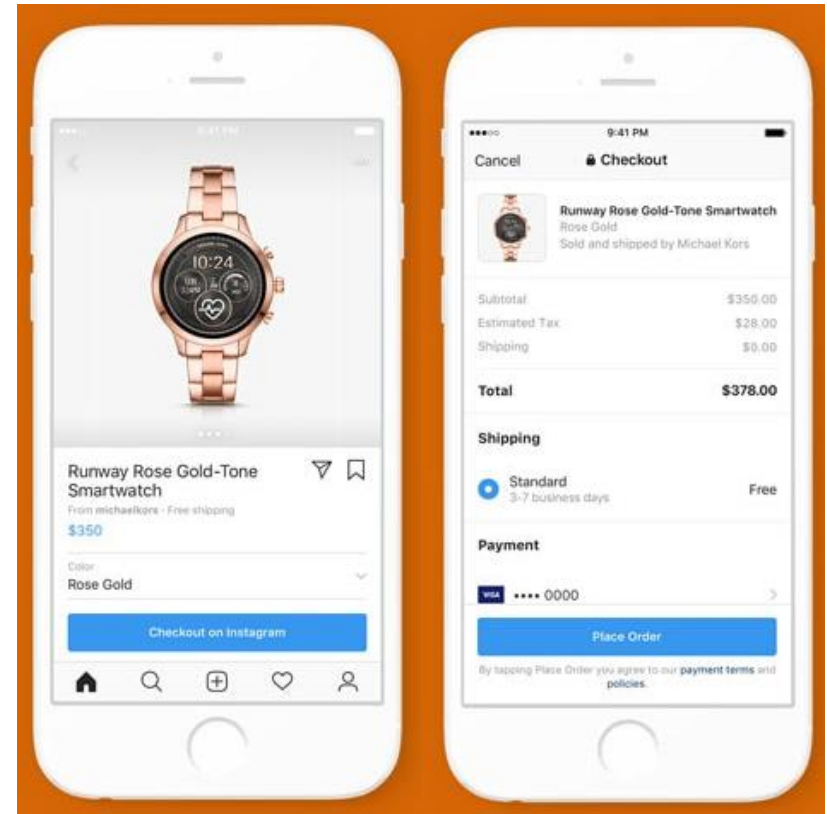 9:41 PM
10:24
Runway Rose Gold-Tone
Smartwatch
From michaelkors · Free shipping
$350
Color
Rose Gold
Checkout on Instagram
9:41 PM
Cancel
Checkout
Runway Rose Gold-Tone Smartwatch
Rose Gold
Sold and shipped by Michael Kors
Subtotal $350.00
Estimated Tax $28.00
Shipping $0.00
Total $378.00
Shipping
Standard
3-7 business days
Free
Payment
VISA •••• 0000
Place Order
By tapping Place Order you agree to our payment terms and
policies.